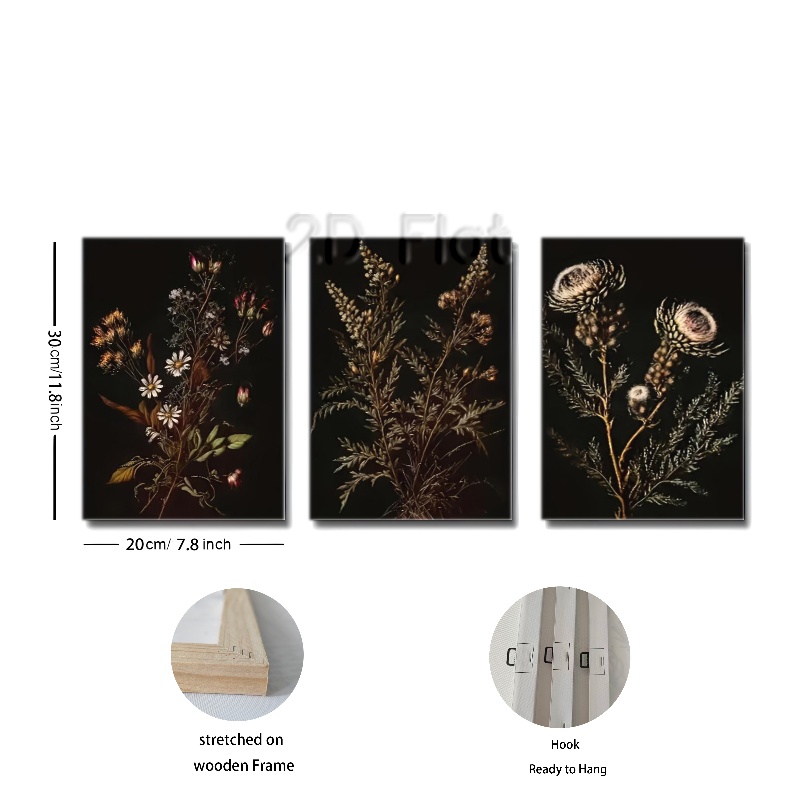 2D Flat
30cm/11.8inch
20cm/ 7.8 inch
stretched on
wooden Frame
Hook
Ready to Hang